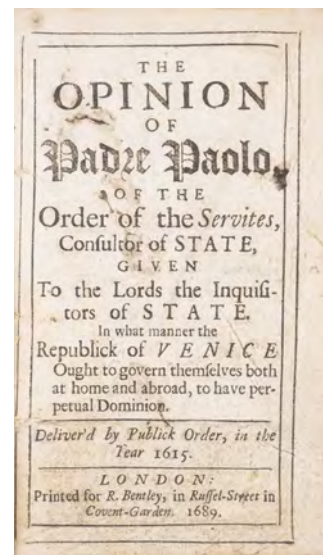 THE
OPINION
OF
Padre Paolo,
OF THE
Order of the Servites,
Conſultor of STATE,
GIVEN
To the Lords the Inquiſi-
tors of STATE.
In what manner the
Republick of VENICE
Ought to govern themſelves both
at home and abroad, to have per-
petual Dominion.
Deliver'd by Publick Order, in the
Year 1615.
LONDON:
Printed for R. Bentley, in Ruſſel-Street in
Covent-Garden. 1689.